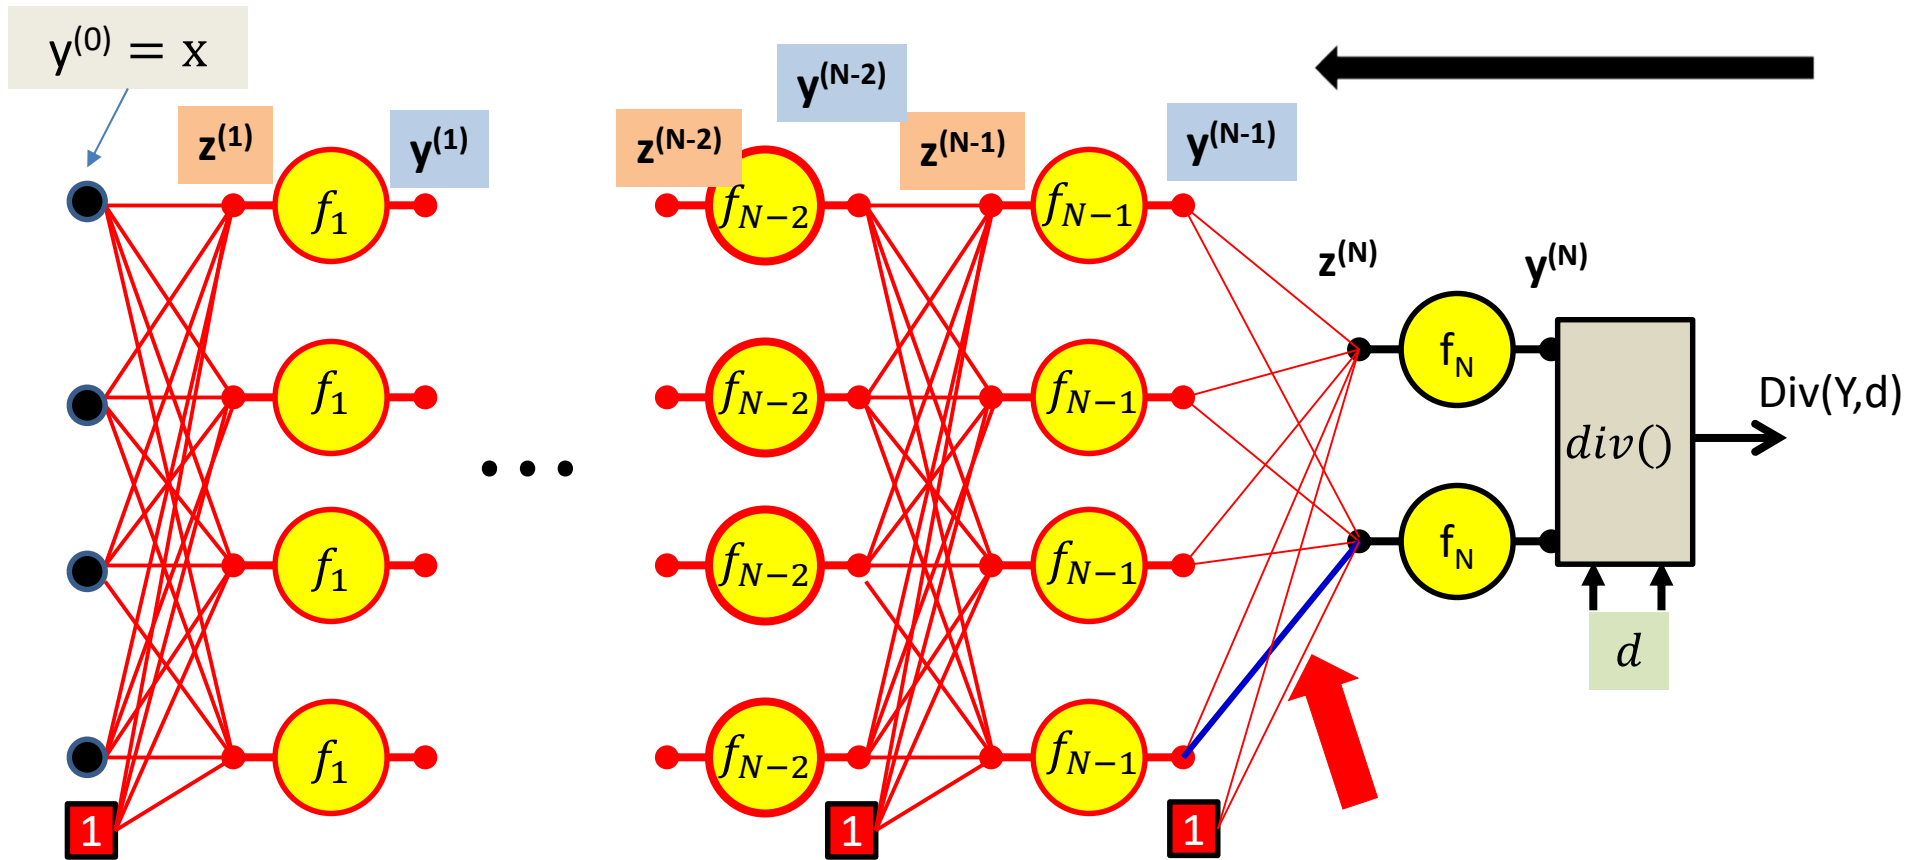 y(0) = x
z(1)
y(1)
z(N-2)
y(N-2)
z(N-1)
y(N-1)
z(N)
y(N)
f1
fN−2
fN−1
f1
fN−2
fN−1
f1
fN−2
fN−1
f1
fN−2
fN−1
fN
fN
div()
Div(Y,d)
d
1
1
1